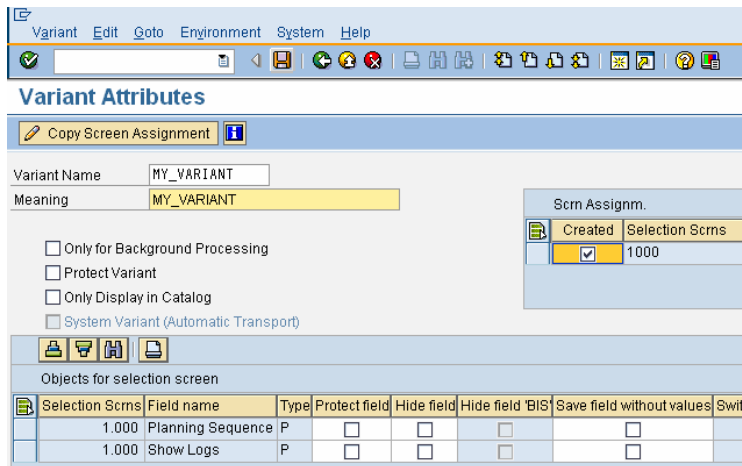 Variant Edit Goto Environment System Help
Variant Attributes
Copy Screen Assignment
Variant Name MY_VARIANT
Meaning MY_VARIANT
Scrn Assignm.
Created Selection Scrns
1000
Only for Background Processing
Protect Variant
Only Display in Catalog
System Variant (Automatic Transport)
Objects for selection screen
Selection Scrns Field name Type Protect field Hide field Hide field 'BIS' Save field without values Swit
1.000 Planning Sequence P
1.000 Show Logs P